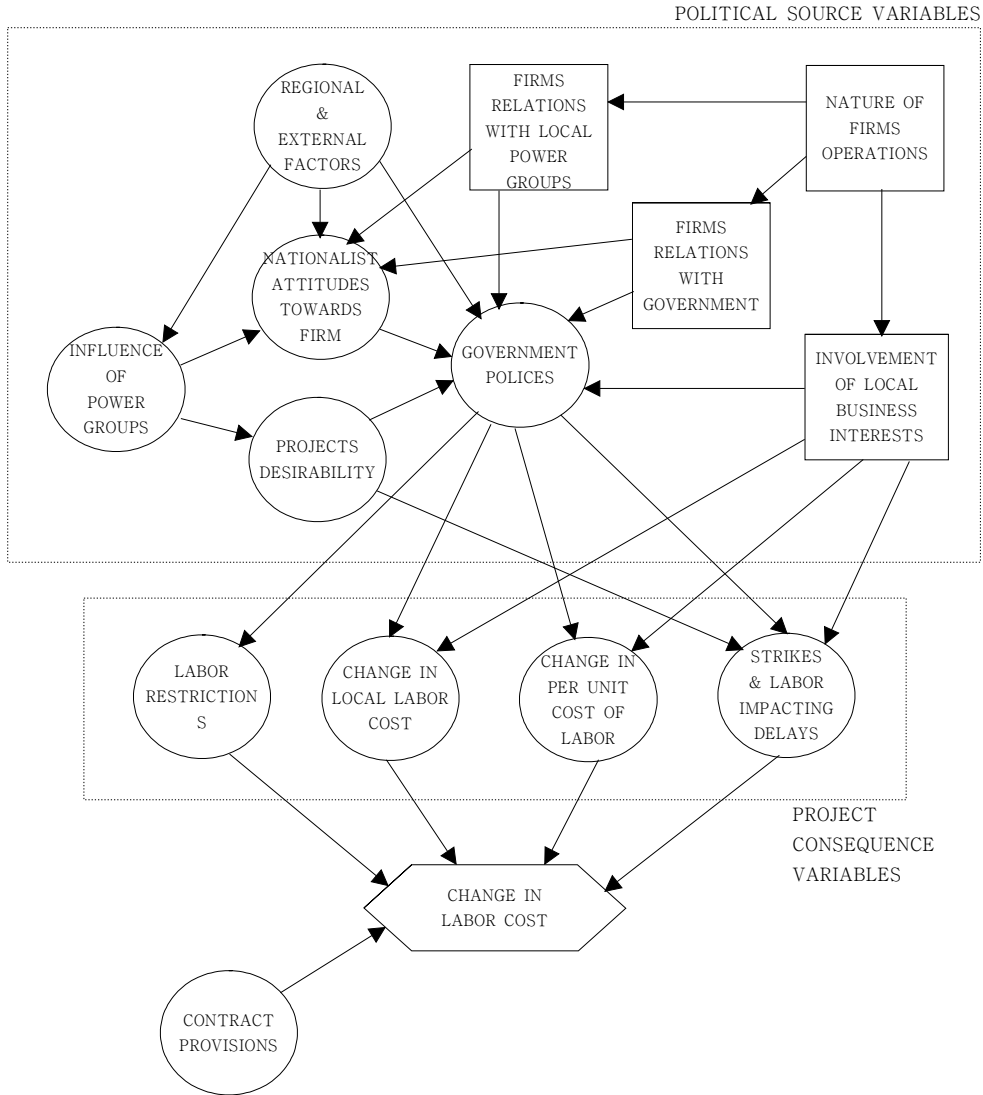 POLITICAL SOURCE VARIABLES
REGIONAL
&
EXTERNAL
FACTORS
FIRMS
RELATIONS
WITH LOCAL
POWER
GROUPS
NATURE OF
FIRMS
OPERATIONS
NATIONALIST
ATTITUDES
TOWARDS
FIRM
FIRMS
RELATIONS
WITH
GOVERNMENT
INFLUENCE
OF
POWER
GROUPS
GOVERNMENT
POLICES
INVOLVEMENT
OF LOCAL
BUSINESS
INTERESTS
PROJECTS
DESIRABILITY
LABOR
RESTRICTION
S
CHANGE IN
LOCAL LABOR
COST
CHANGE IN
PER UNIT
COST OF
LABOR
STRIKES
& LABOR
IMPACTING
DELAYS
PROJECT
CONSEQUENCE
VARIABLES
CHANGE IN
LABOR COST
CONTRACT
PROVISIONS